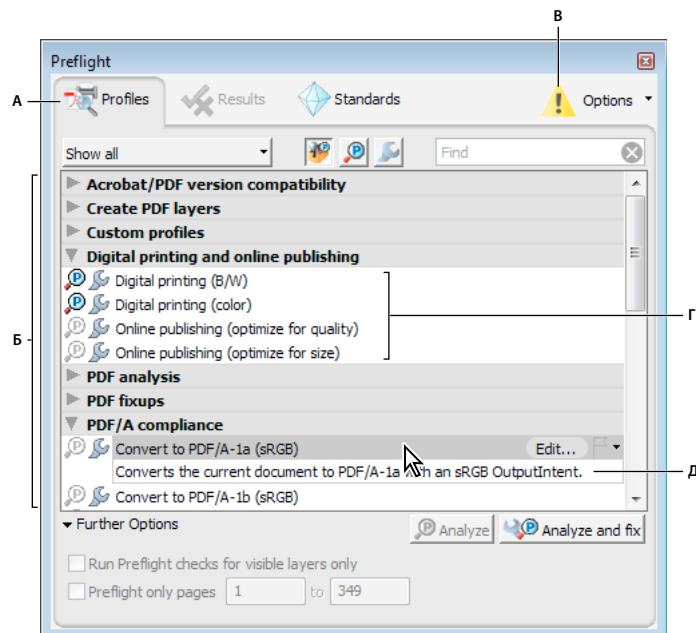 В
Preflight
А
Profiles
Results
Standards
Options
Show all
Find
Acrobat/PDF version compatibility
Create PDF layers
Custom profiles
Digital printing and online publishing
Digital printing (B/W)
Digital printing (color)
Г
Online publishing (optimize for quality)
Б
Online publishing (optimize for size)
PDF analysis
PDF fixups
PDF/A compliance
Convert to PDF/A-1a (sRGB)
Edit...
Converts the current document to PDF/A-1a with an sRGB OutputIntent.
Д
Convert to PDF/A-1b (sRGB)
Further Options
Analyze
Analyze and fix
Run Preflight checks for visible layers only
Preflight only pages 1 to 349